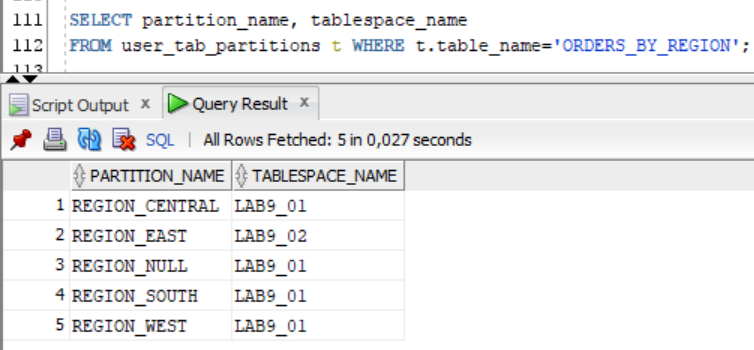 111 SELECT partition_name, tablespace_name
112 FROM user_tab_partitions t WHERE t.table_name='ORDERS_BY_REGION';
113
Script Output x Query Result x
SQL | All Rows Fetched: 5 in 0,027 seconds
PARTITION_NAME TABLESPACE_NAME
1 REGION_CENTRAL LAB9_01
2 REGION_EAST LAB9_02
3 REGION_NULL LAB9_01
4 REGION_SOUTH LAB9_01
5 REGION_WEST LAB9_01